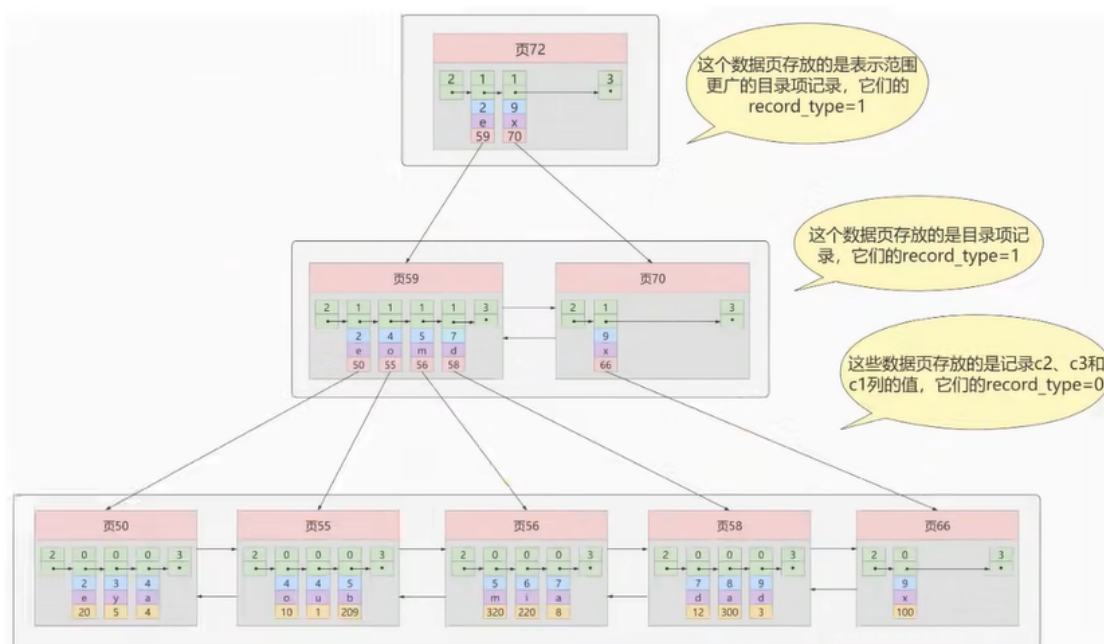 页72
2 1 1 3
2 9
e x
59 70
这个数据页存放的是表示范围
更广的目录项记录，它们的
record_type=1
页59
2 1 1 1 1 3
2 4 5 7
e o m d
50 55 56 58
页70
2 1 3
9
x
66
这个数据页存放的是目录项记
录，它们的record_type=1
这些数据页存放的是记录c2、c3和
c1列的值，它们的record_type=0
页50
2 0 0 0 3
2 3 4
e y a
20 5 4
页55
2 0 0 0 3
4 4 5
o u b
10 1 209
页56
2 0 0 0 3
5 6 7
m i a
320 220 8
页58
2 0 0 0 3
7 8 9
d a d
12 300 3
页66
2 0 3
9
x
100